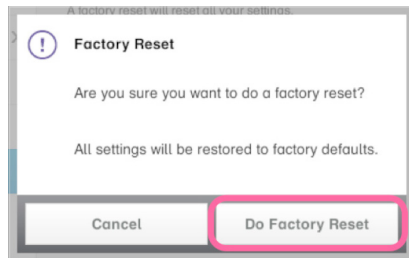 A factory reset will reset all your settings.
Factory Reset
Are you sure you want to do a factory reset?
All settings will be restored to factory defaults.
Cancel
Do Factory Reset